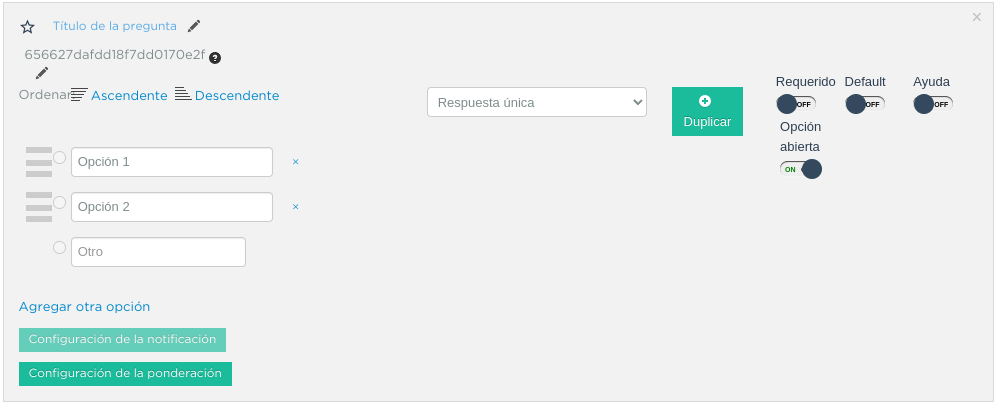 Título de la pregunta
656627dafdd18f7dd0170e2f ?
Ordenar Ascendente Descendente
Respuesta única
Duplicar
Requerido Default Ayuda
OFF OFF OFF
Opción
abierta
ON
Opción 1 ×
Opción 2 ×
Otro
Agregar otra opción
Configuración de la notificación
Configuración de la ponderación